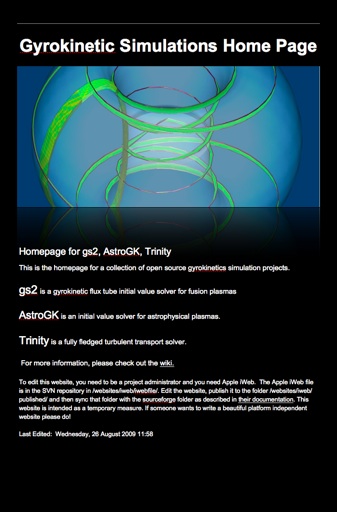 Gyrokinetic Simulations Home Page
Homepage for gs2, AstroGK, Trinity
This is the homepage for a collection of open source gyrokinetics simulation projects.
gs2 is a gyrokinetic flux tube initial value solver for fusion plasmas
AstroGK is an initial value solver for astrophysical plasmas.
Trinity is a fully fledged turbulent transport solver.
For more information, please check out the wiki.
To edit this website, you need to be a project administrator and you need Apple iWeb. The Apple iWeb file
is in the SVN repository in /websites/iweb/iwebfile/. Edit the website, publish it to the folder /websites/iweb/
published/ and then sync that folder with the sourceforge folder as described in their documentation. This
website is intended as a temporary measure. If someone wants to write a beautiful platform independent
website please do!
Last Edited: Wednesday, 26 August 2009 11:58